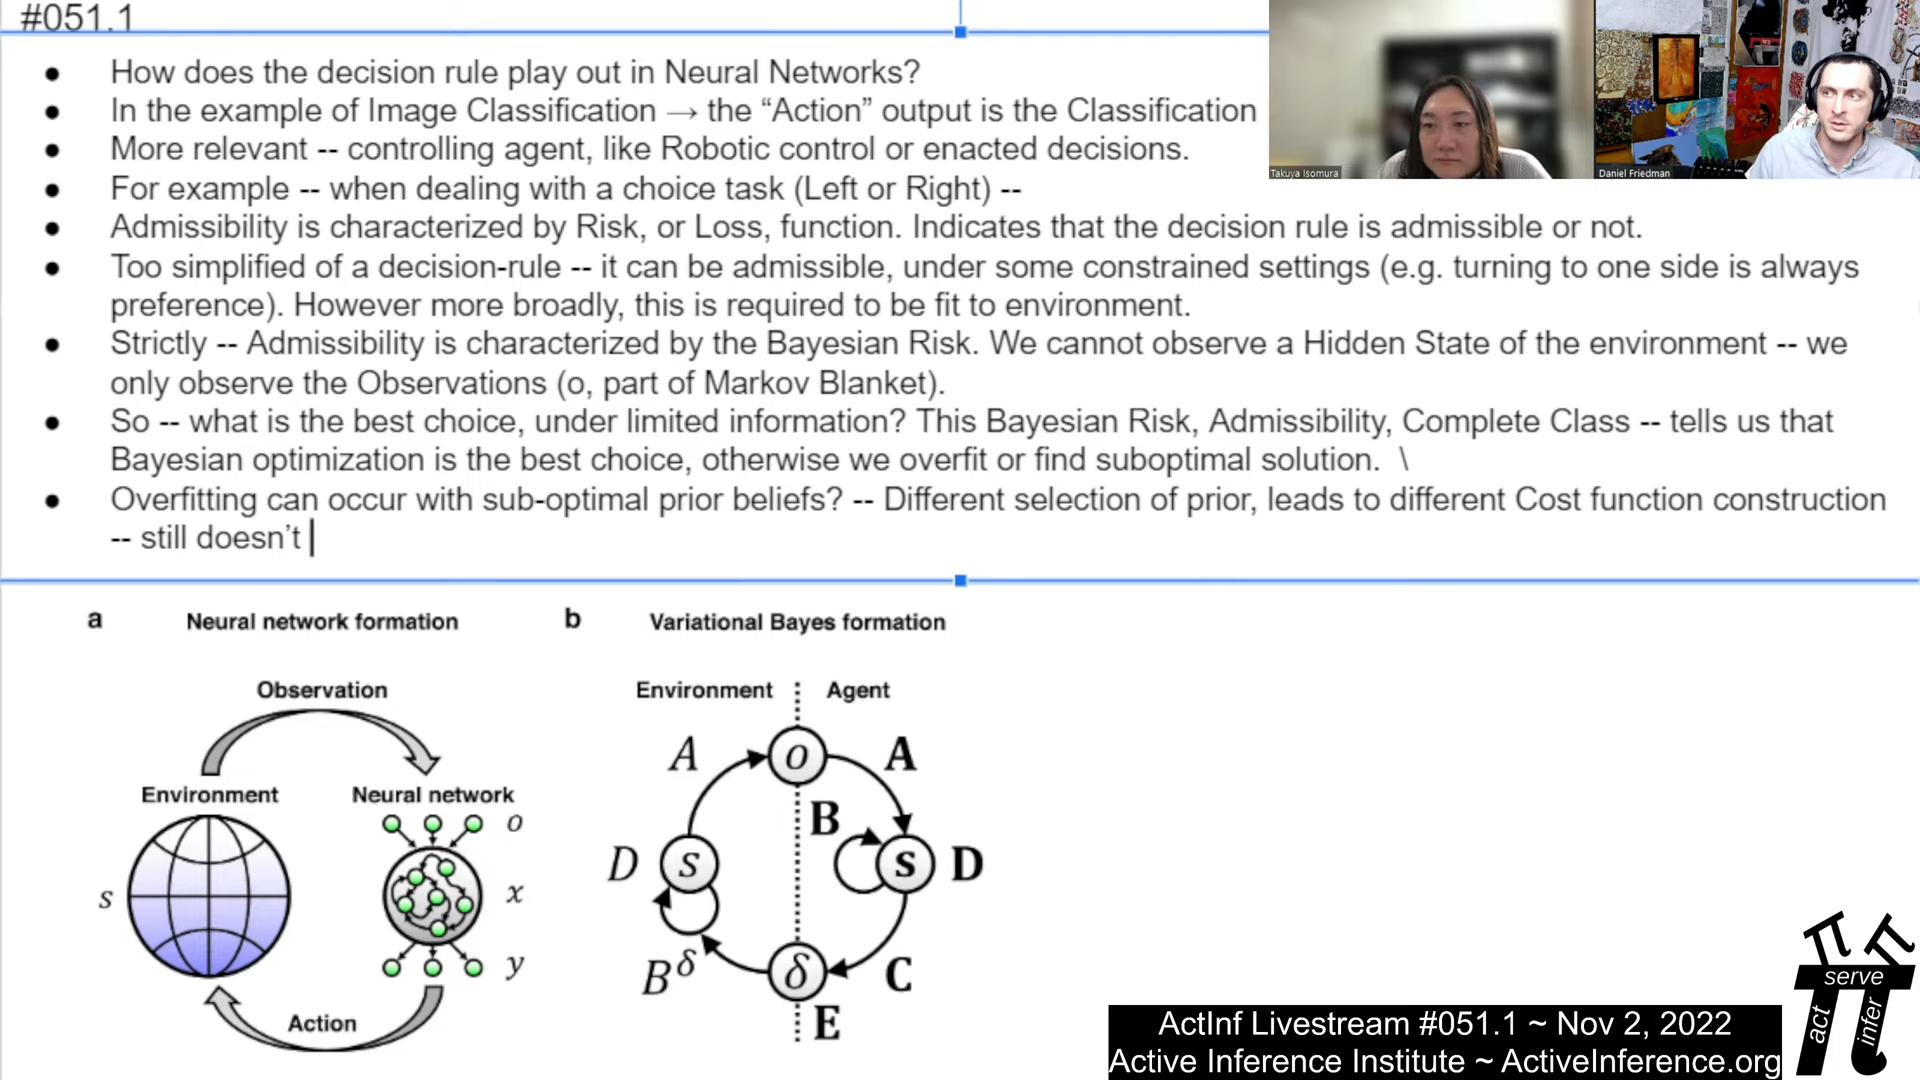 #051.1
● How does the decision rule play out in Neural Networks?
● In the example of Image Classification → the “Action” output is the Classification
● More relevant -- controlling agent, like Robotic control or enacted decisions.
● For example -- when dealing with a choice task (Left or Right) --
● Admissibility is characterized by Risk, or Loss, function. Indicates that the decision rule is admissible or not.
● Too simplified of a decision-rule -- it can be admissible, under some constrained settings (e.g. turning to one side is always
preference). However more broadly, this is required to be fit to environment.
● Strictly -- Admissibility is characterized by the Bayesian Risk. We cannot observe a Hidden State of the environment -- we
only observe the Observations (o, part of Markov Blanket).
● So -- what is the best choice, under limited information? This Bayesian Risk, Admissibility, Complete Class -- tells us that
Bayesian optimization is the best choice, otherwise we overfit or find suboptimal solution. \
● Overfitting can occur with sub-optimal prior beliefs? -- Different selection of prior, leads to different Cost function construction
-- still doesn’t
Takuya Isomura
Daniel Friedman
a Neural network formation
Observation
Environment
Neural network
o
s
x
y
Action
b Variational Bayes formation
Environment
Agent
A
o
A
B
D
s
s
D
B^δ
δ
C
E
ActInf Livestream #051.1 ~ Nov 2, 2022
Active Inference Institute ~ ActiveInference.org
π π
serve
act
infer